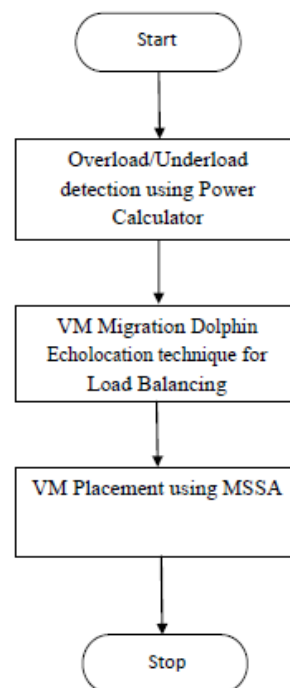 Start
Overload/Underload
detection using Power
Calculator
VM Migration Dolphin
Echolocation technique for
Load Balancing
VM Placement using MSSA
Stop